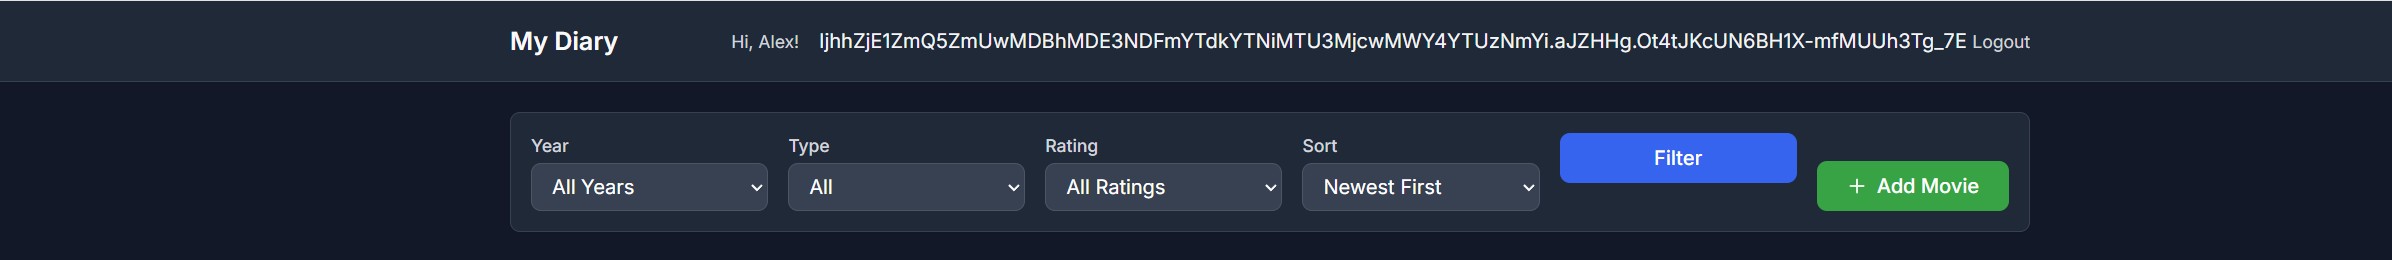 My Diary
Hi, Alex! IjhhZjE1ZmQ5ZmUwMDBhMDE3NDFmYTdkYTNiMTU3MjcwMWY4YTUzNmYi.aJZHHg.Ot4tJKcUN6BH1X-mfMUUh3Tg_7E Logout
Year Type Rating Sort
All Years All All Ratings Newest First Filter + Add Movie